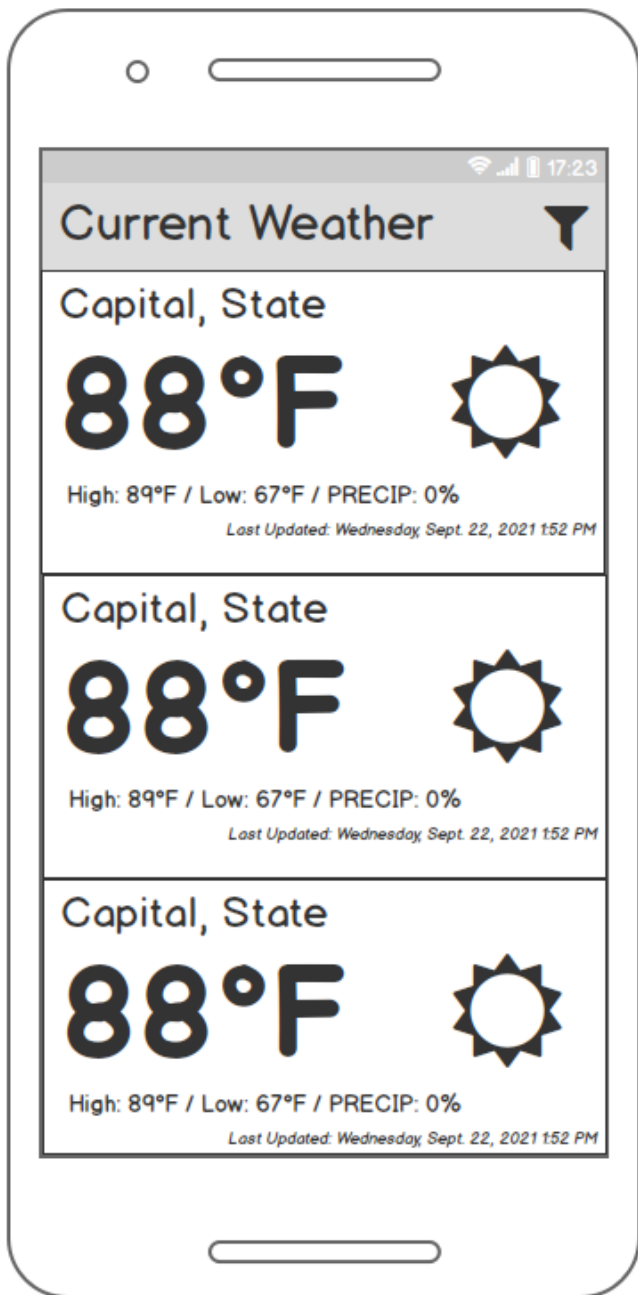 17:23
Current Weather
Capital, State
88°F
High: 89°F / Low: 67°F / PRECIP: 0%
Last Updated: Wednesday, Sept. 22, 2021 1:52 PM
Capital, State
88°F
High: 89°F / Low: 67°F / PRECIP: 0%
Last Updated: Wednesday, Sept. 22, 2021 1:52 PM
Capital, State
88°F
High: 89°F / Low: 67°F / PRECIP: 0%
Last Updated: Wednesday, Sept. 22, 2021 1:52 PM